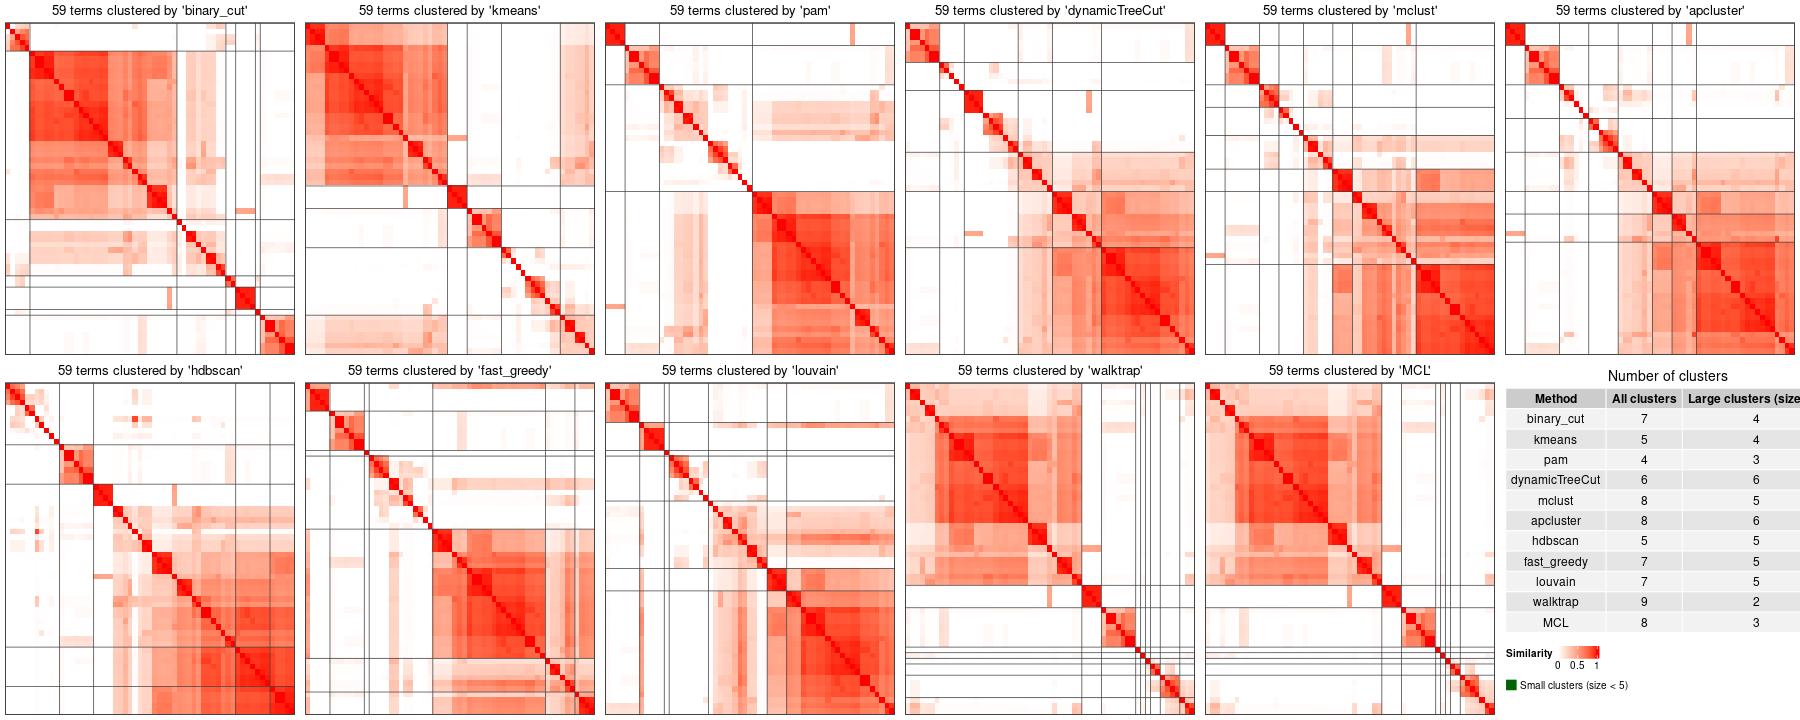 59 terms clustered by 'binary_cut'
59 terms clustered by 'kmeans'
59 terms clustered by 'pam'
59 terms clustered by 'dynamicTreeCut'
59 terms clustered by 'mclust'
59 terms clustered by 'apcluster'
59 terms clustered by 'hdbscan'
59 terms clustered by 'fast_greedy'
59 terms clustered by 'louvain'
59 terms clustered by 'walktrap'
59 terms clustered by 'MCL'
Number of clusters
Method All clusters Large clusters (size
binary_cut 7 4
kmeans 5 4
pam 4 3
dynamicTreeCut 6 6
mclust 8 5
apcluster 8 6
hdbscan 5 5
fast_greedy 7 5
louvain 7 5
walktrap 9 2
MCL 8 3
Similarity
0 0.5 1
Small clusters (size < 5)